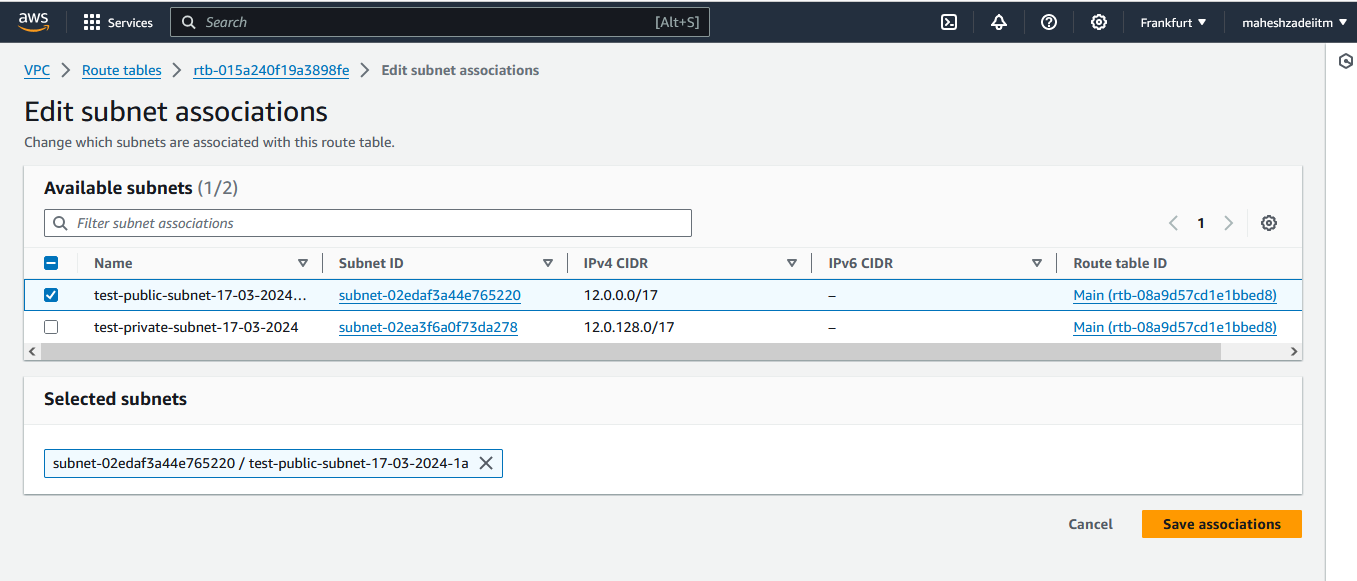 aws Services Search [Alt+S] Frankfurt maheshzadeiitm
VPC Route tables rtb-015a240f19a3898fe Edit subnet associations
Edit subnet associations
Change which subnets are associated with this route table.
Available subnets (1/2)
Filter subnet associations 1
Name Subnet ID IPv4 CIDR IPv6 CIDR Route table ID
test-public-subnet-17-03-2024... subnet-02edaf3a44e765220 12.0.0.0/17 – Main (rtb-08a9d57cd1e1bbed8)
test-private-subnet-17-03-2024 subnet-02ea3f6a0f73da278 12.0.128.0/17 – Main (rtb-08a9d57cd1e1bbed8)
Selected subnets
subnet-02edaf3a44e765220 / test-public-subnet-17-03-2024-1a
Cancel Save associations